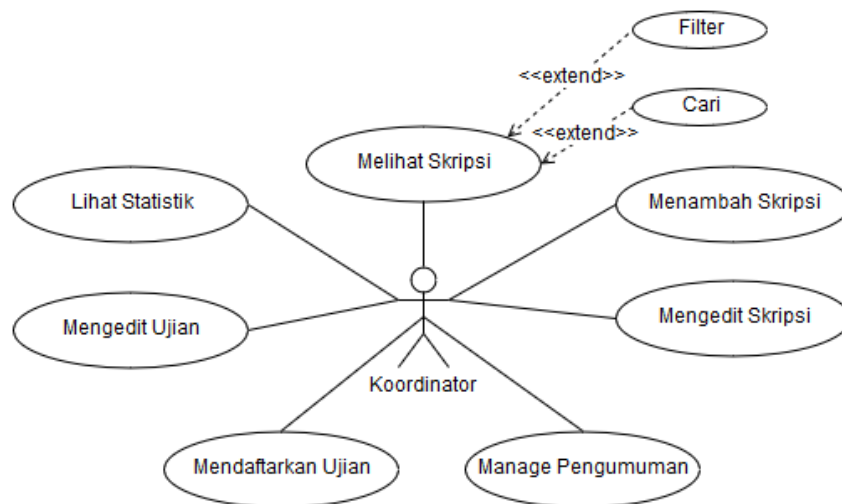 Filter
<<extend>>
Cari
<<extend>>
Melihat Skripsi
Lihat Statistik
Menambah Skripsi
Mengedit Ujian
Mengedit Skripsi
Koordinator
Mendaftarkan Ujian
Manage Pengumuman